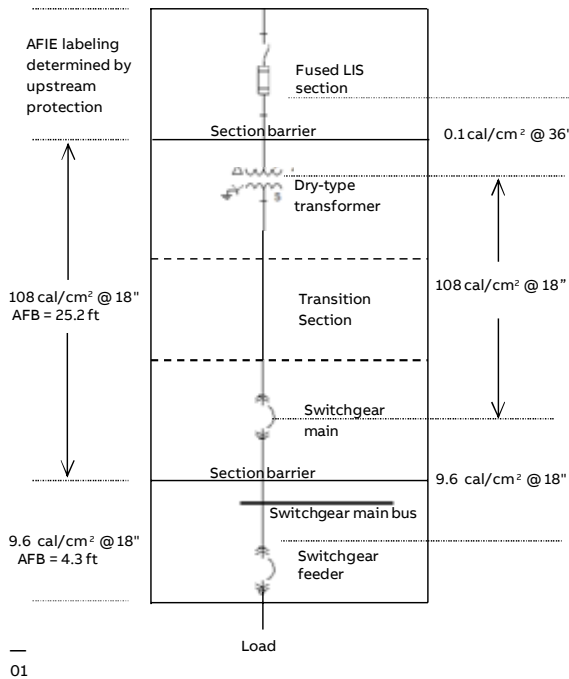 AFIE labeling
determined by
upstream
protection
Fused LIS
section
Section barrier
0.1 cal/cm² @ 36"
Dry-type
transformer
108 cal/cm² @ 18"
AFB = 25.2 ft
108 cal/cm² @ 18”
Transition
Section
Switchgear
main
Section barrier
9.6 cal/cm² @ 18"
Switchgear main bus
9.6 cal/cm² @ 18"
AFB = 4.3 ft
Switchgear
feeder
Load
01